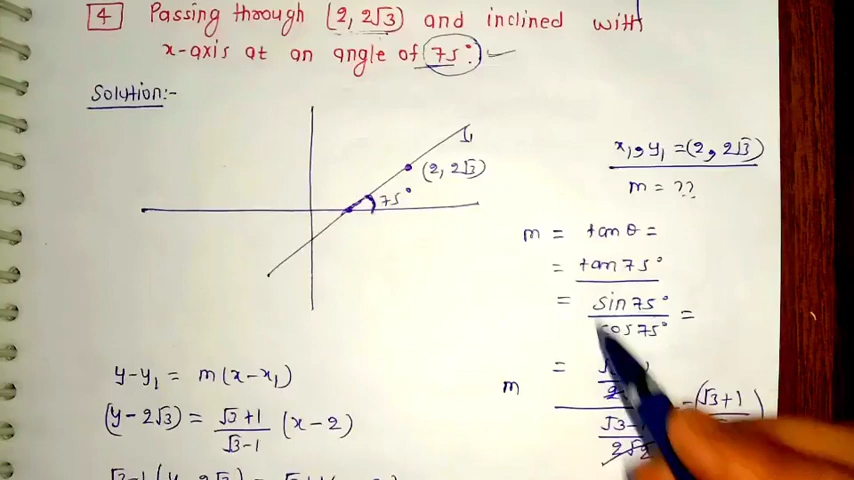 4 Passing through (2, 2√3) and inclined with
x-axis at an angle of 75°.
Solution:-
L
(2, 2√3)
75°
x₁, y₁ = (2, 2√3)
m = ??
m = tan θ =
= tan 75°
= sin 75° =
cos 75°
m =
√3+1
2√2
y-y₁ = m(x-x₁)
(y-2√3) = √3+1 (x-2)
√3-1